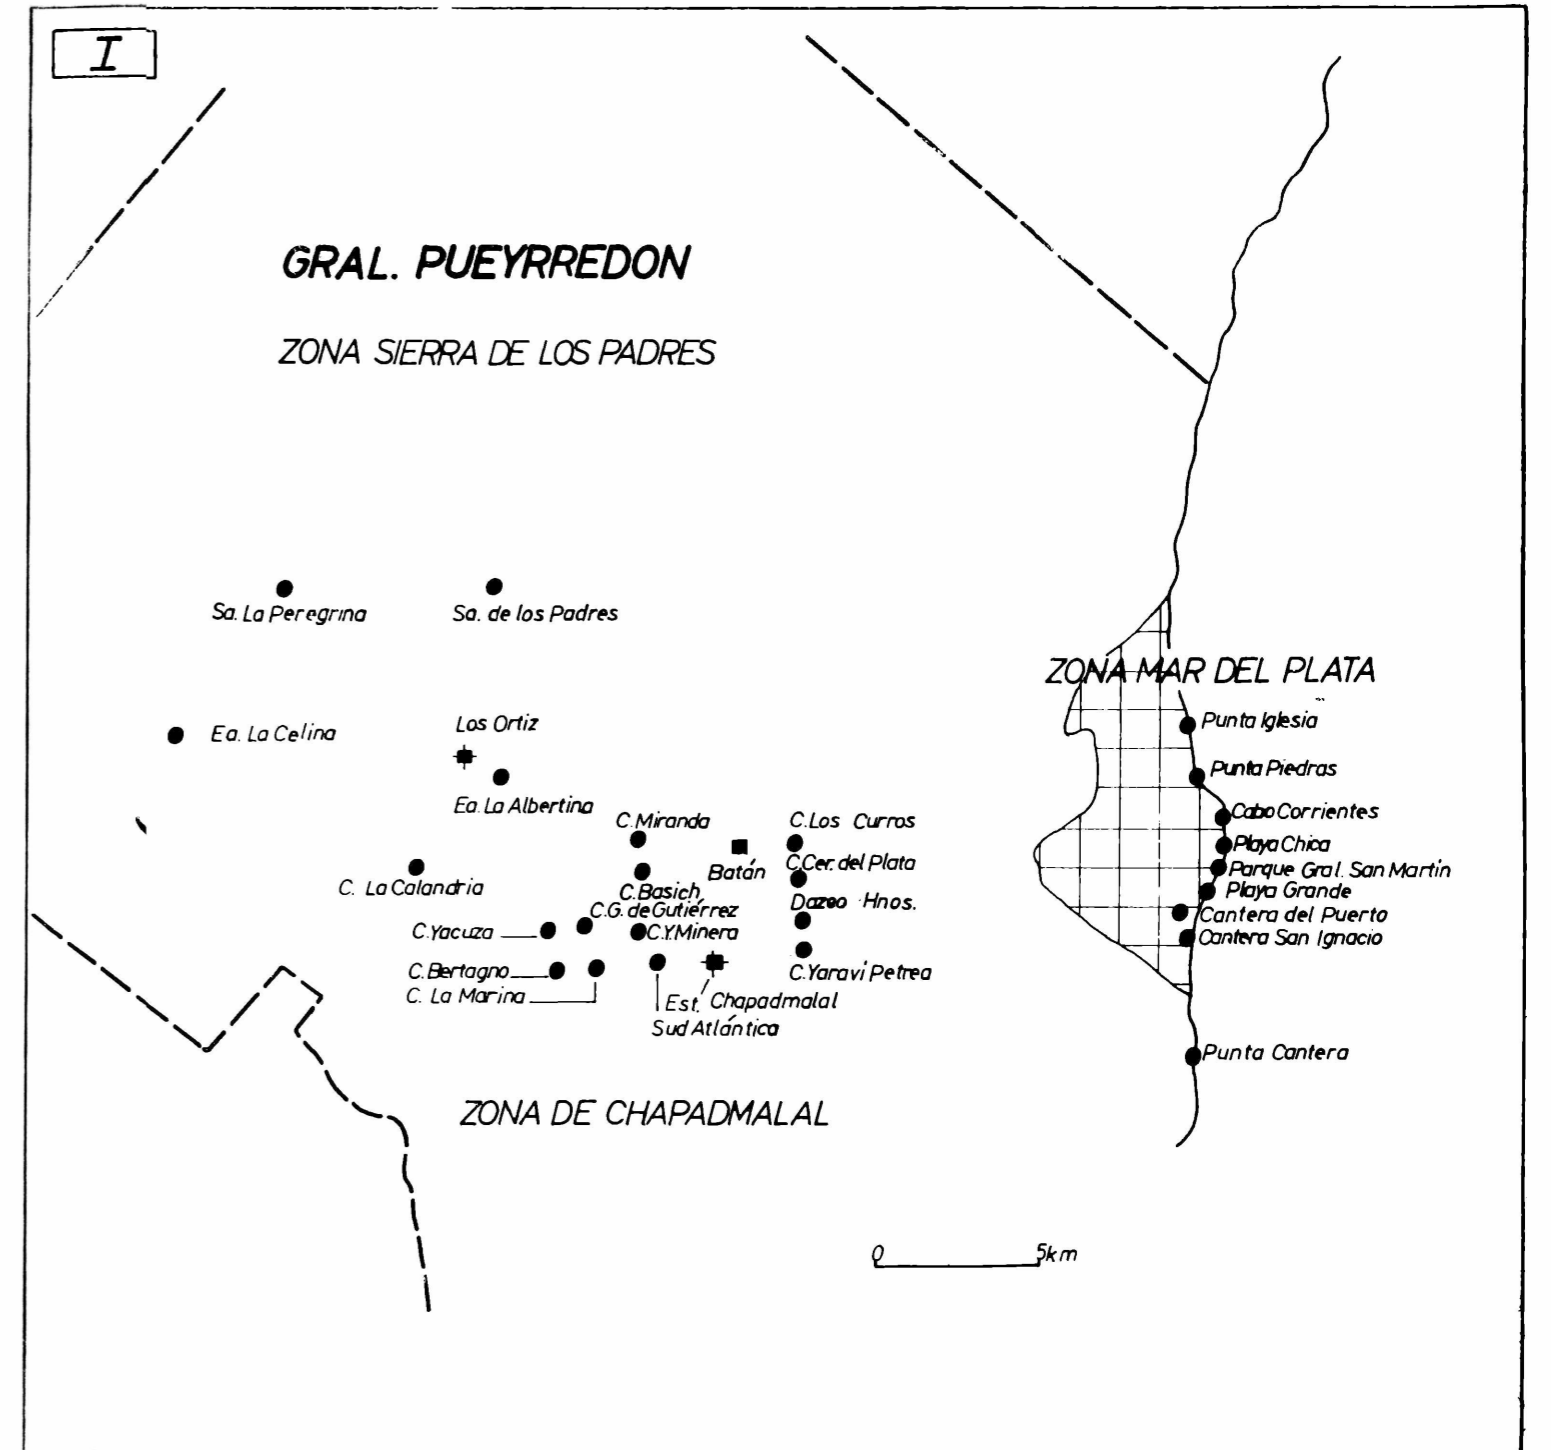 I
GRAL. PUEYRREDON
ZONA SIERRA DE LOS PADRES
Sa. La Peregrina
Sa. de los Padres
ZONA MAR DEL PLATA
Ea. La Celina
Los Ortiz
Ea. La Albertina
Punta Iglesia
Punta Piedras
Cabo Corrientes
Playa Chica
Parque Gral. San Martín
Playa Grande
Cantera del Puerto
Cantera San Ignacio
Punta Cantera
C. Miranda
C. Los Curros
Batán
C. Cer. del Plata
C. La Calandria
C. Basich
Dazeo Hnos.
C.G. de Gutiérrez
C. Yacuza
C.Y. Minera
C. Bertagno
C. Yaraví Petrea
C. La Marina
Est. Chapadmalal
Sud Atlántica
ZONA DE CHAPADMALAL
0 5km